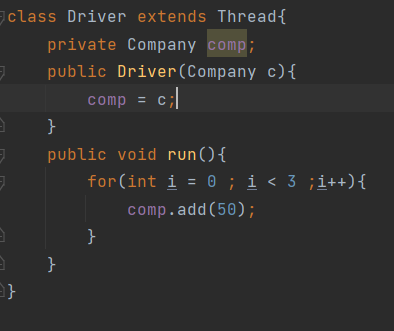 class Driver extends Thread{
    private Company comp;
    public Driver(Company c){
        comp = c;
    }
    public void run(){
        for(int i = 0 ; i < 3 ;i++){
            comp.add(50);
        }
    }
}